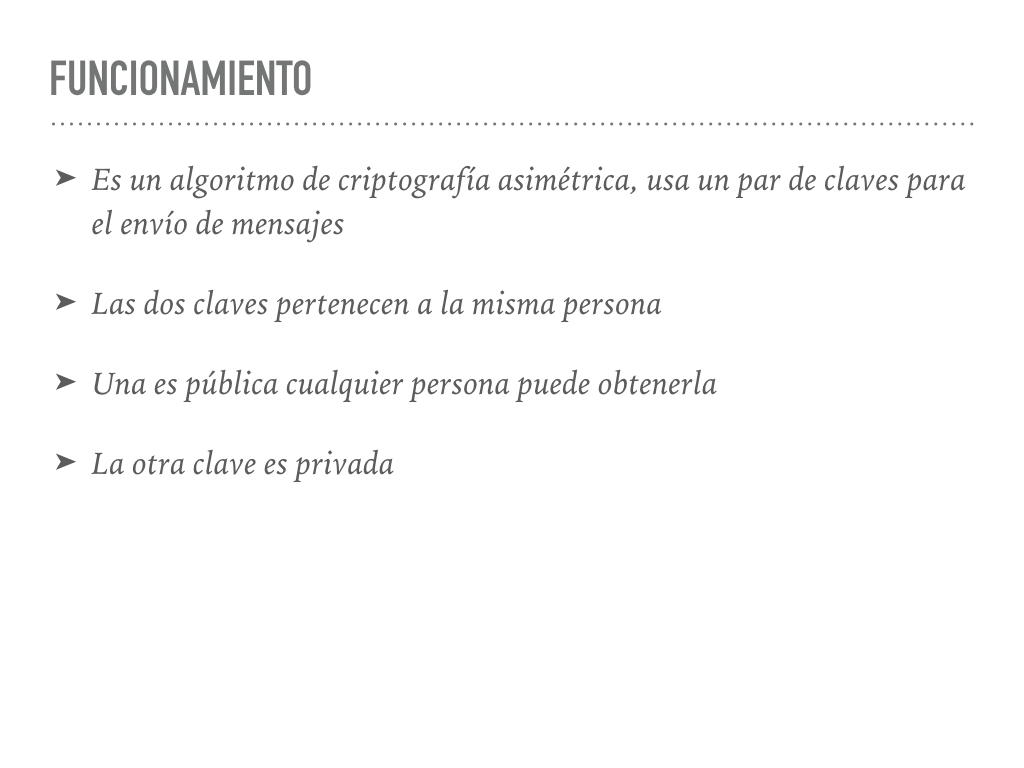 FUNCIONAMIENTO
➤ Es un algoritmo de criptografía asimétrica, usa un par de claves para
el envío de mensajes
➤ Las dos claves pertenecen a la misma persona
➤ Una es pública cualquier persona puede obtenerla
➤ La otra clave es privada